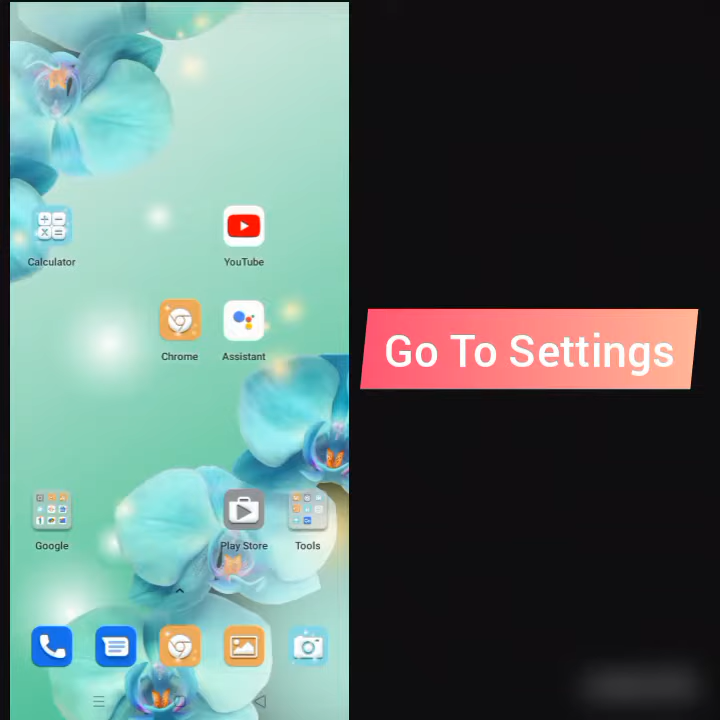 Calculator
YouTube
Chrome
Assistant
Go To Settings
Google
Play Store
Tools